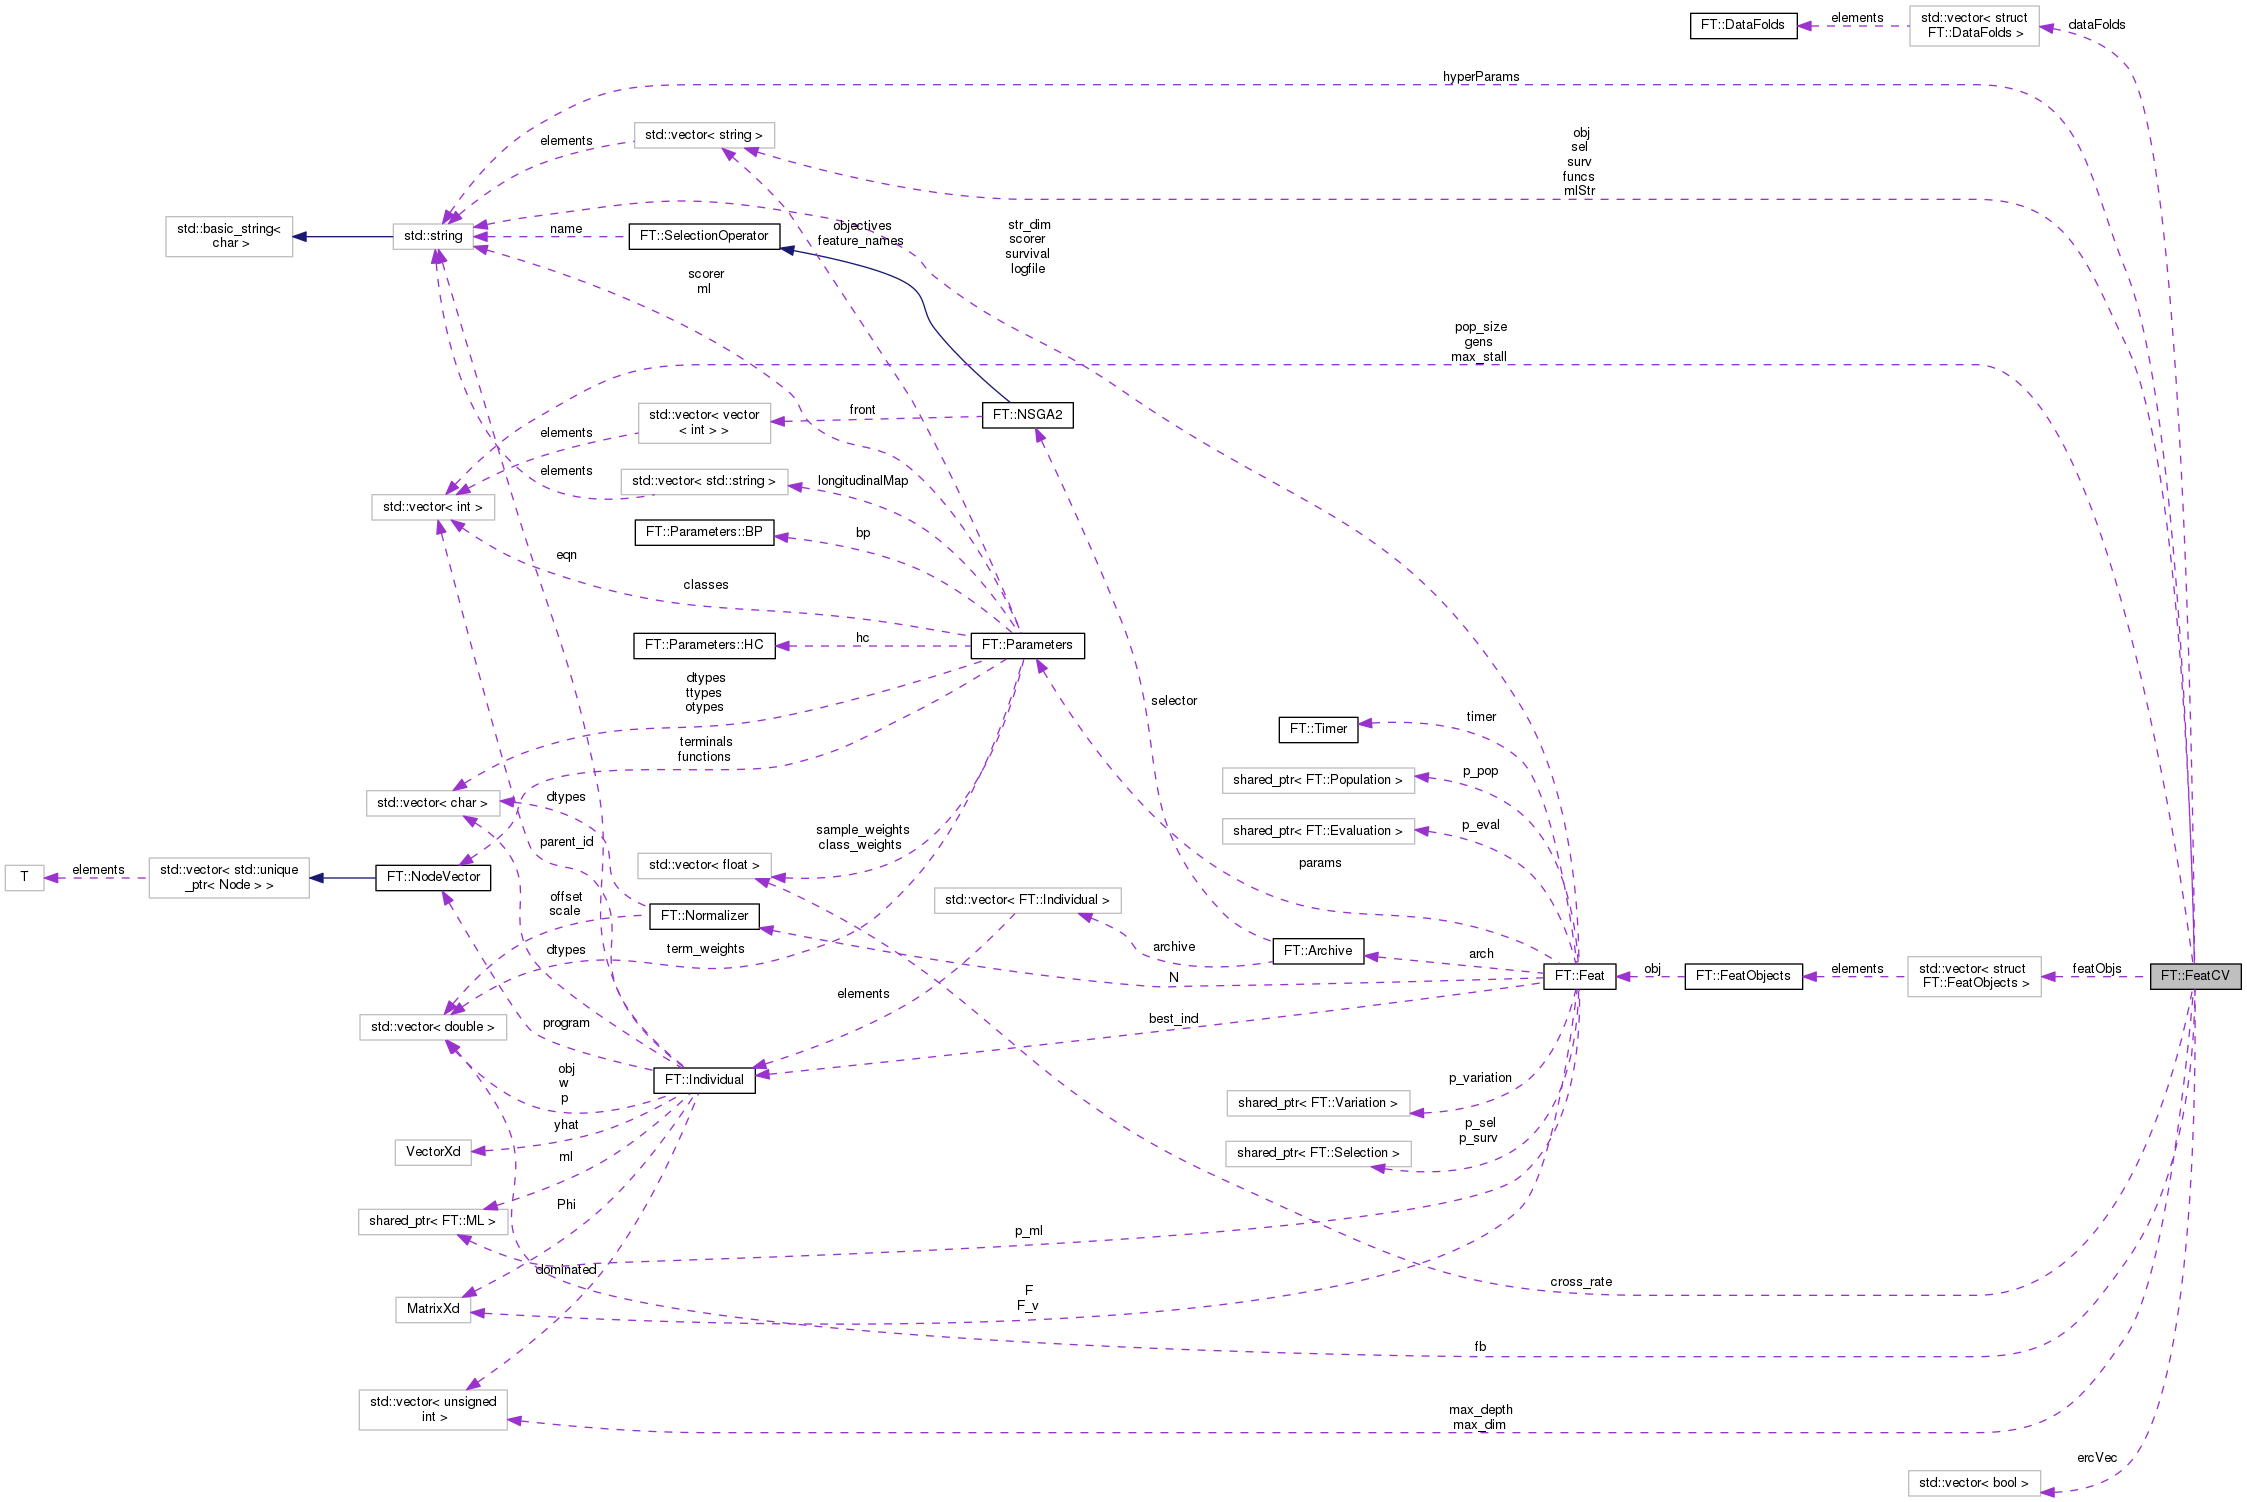 FT::DataFolds
elements
std::vector< struct
FT::DataFolds >
dataFolds
hyperParams
std::vector< string >
elements
obj
sel
surv
funcs
mlStr
std::basic_string<
char >
std::string
name
FT::SelectionOperator
objectives
feature_names
str_dim
scorer
survival
logfile
scorer
ml
pop_size
gens
max_stall
std::vector< vector
< int > >
front
FT::NSGA2
elements
elements
std::vector< std::string >
longitudinalMap
std::vector< int >
FT::Parameters::BP
bp
eqn
classes
FT::Parameters::HC
hc
FT::Parameters
dtypes
ttypes
otypes
selector
FT::Timer
timer
terminals
functions
shared_ptr< FT::Population >
p_pop
std::vector< char >
dtypes
shared_ptr< FT::Evaluation >
p_eval
sample_weights
class_weights
parent_id
std::vector< float >
params
T
elements
std::vector< std::unique
_ptr< Node > >
FT::NodeVector
std::vector< FT::Individual >
offset
scale
FT::Normalizer
dtypes
term_weights
archive
FT::Archive
arch
N
FT::Feat
obj
FT::FeatObjects
elements
std::vector< struct
FT::FeatObjects >
featObjs
FT::FeatCV
elements
std::vector< double >
program
best_ind
obj
w
p
FT::Individual
p_variation
shared_ptr< FT::Variation >
yhat
VectorXd
p_sel
p_surv
shared_ptr< FT::Selection >
ml
Phi
shared_ptr< FT::ML >
p_ml
dominated
cross_rate
MatrixXd
F
F_v
fb
std::vector< unsigned
int >
max_depth
max_dim
ercVec
std::vector< bool >